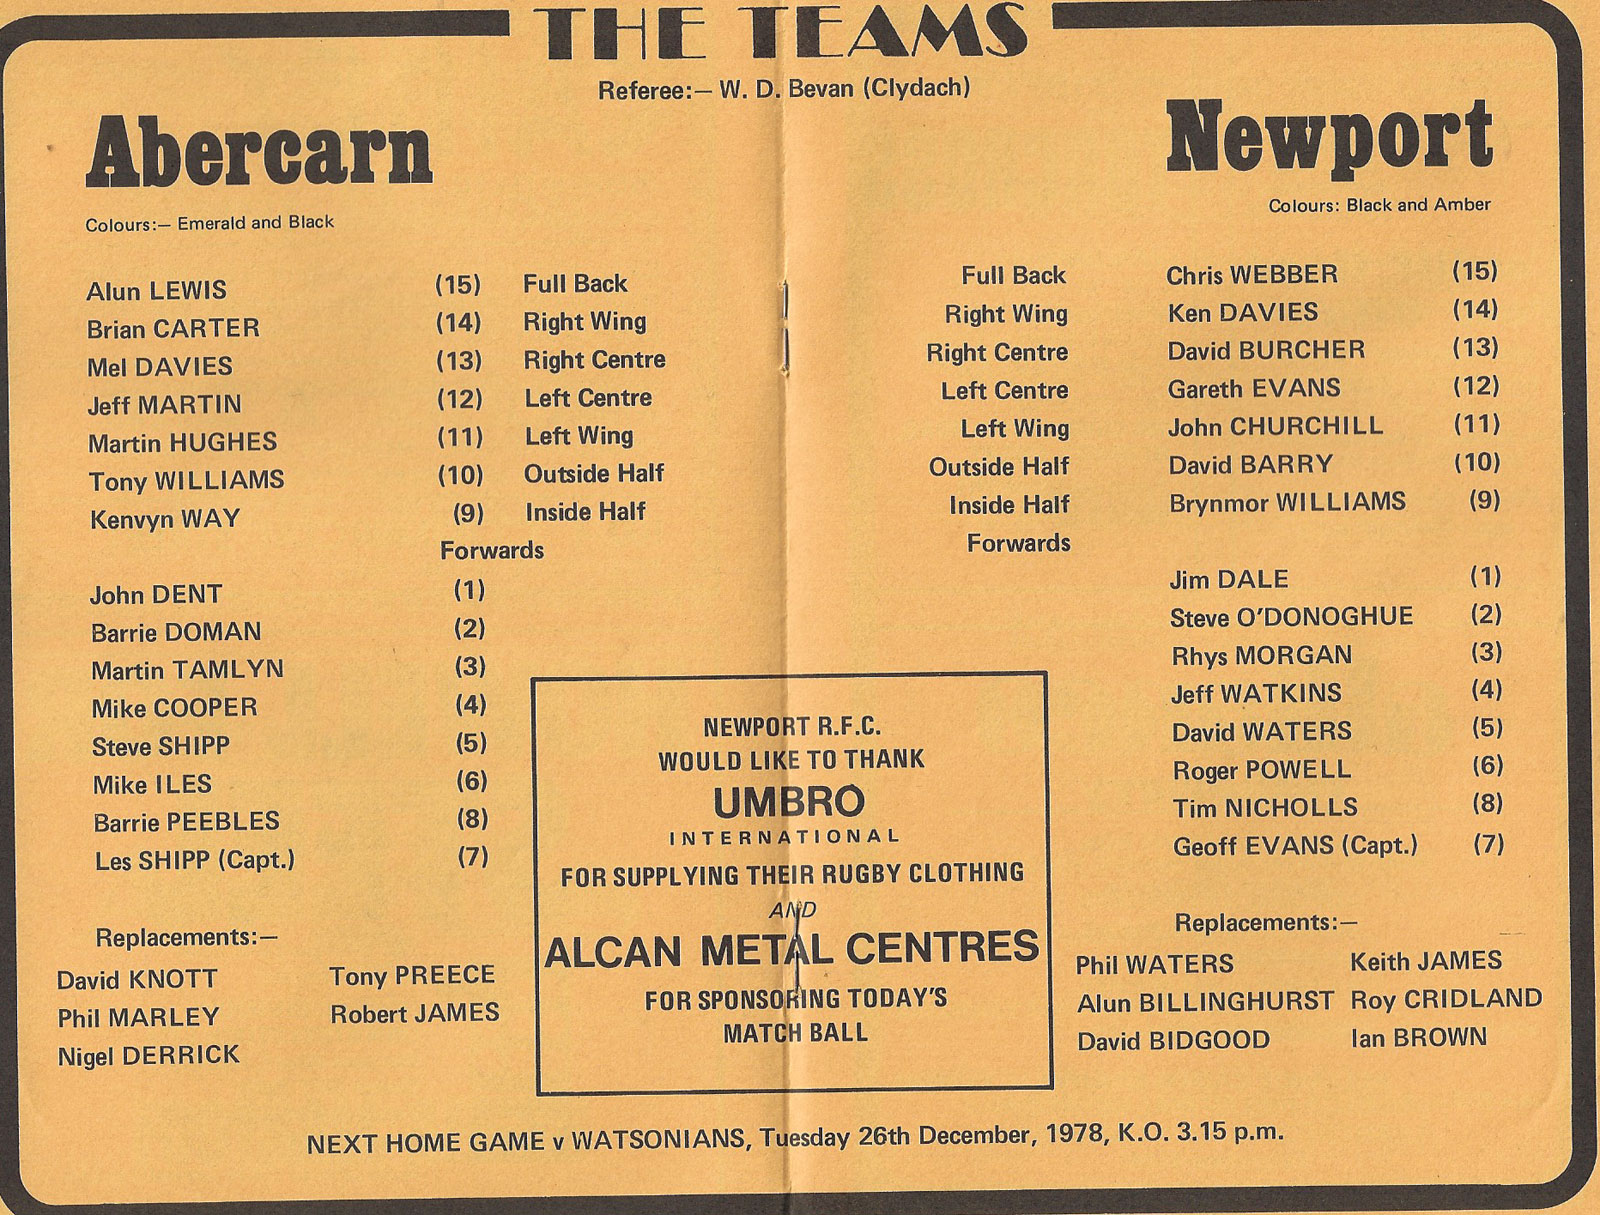 THE TEAMS
Referee:— W. D. Bevan (Clydach)
Abercarn
Colours:— Emerald and Black
Alun LEWIS (15) Full Back
Brian CARTER (14) Right Wing
Mel DAVIES (13) Right Centre
Jeff MARTIN (12) Left Centre
Martin HUGHES (11) Left Wing
Tony WILLIAMS (10) Outside Half
Kenvyn WAY (9) Inside Half
Forwards
John DENT (1)
Barrie DOMAN (2)
Martin TAMLYN (3)
Mike COOPER (4)
Steve SHIPP (5)
Mike ILES (6)
Barrie PEEBLES (8)
Les SHIPP (Capt.) (7)
Replacements:—
David KNOTT Tony PREECE
Phil MARLEY Robert JAMES
Nigel DERRICK
Newport
Colours: Black and Amber
Full Back Chris WEBBER (15)
Right Wing Ken DAVIES (14)
Right Centre David BURCHER (13)
Left Centre Gareth EVANS (12)
Left Wing John CHURCHILL (11)
Outside Half David BARRY (10)
Inside Half Brynmor WILLIAMS (9)
Forwards
Jim DALE (1)
Steve O'DONOGHUE (2)
Rhys MORGAN (3)
Jeff WATKINS (4)
David WATERS (5)
Roger POWELL (6)
Tim NICHOLLS (8)
Geoff EVANS (Capt.) (7)
Replacements:—
Phil WATERS Keith JAMES
Alun BILLINGHURST Roy CRIDLAND
David BIDGOOD Ian BROWN
NEWPORT R.F.C.
WOULD LIKE TO THANK
UMBRO
INTERNATIONAL
FOR SUPPLYING THEIR RUGBY CLOTHING
AND
ALCAN METAL CENTRES
FOR SPONSORING TODAY'S
MATCH BALL
NEXT HOME GAME v WATSONIANS, Tuesday 26th December, 1978, K.O. 3.15 p.m.